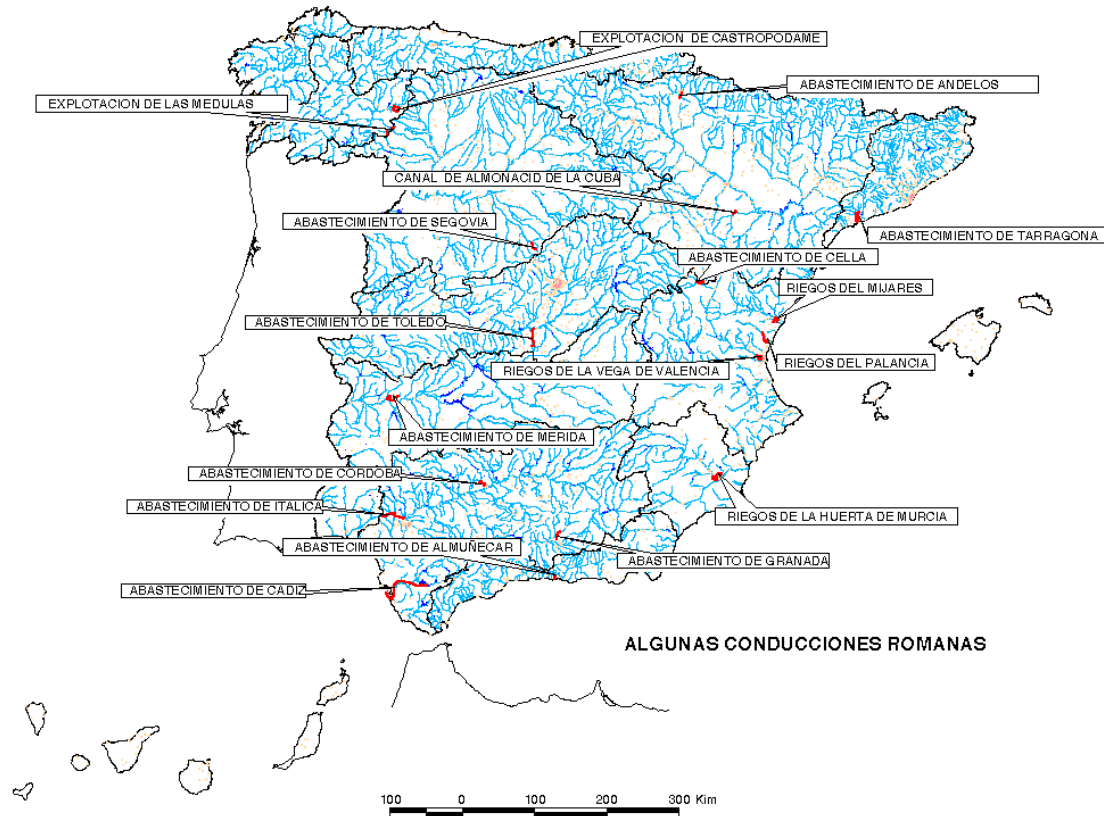 EXPLOTACION DE CASTROPODAME
ABASTECIMIENTO DE ANDELOS
EXPLOTACION DE LAS MEDULAS
CANAL DE ALMONACID DE LA CUBA
ABASTECIMIENTO DE SEGOVIA
ABASTECIMIENTO DE TARRAGONA
ABASTECIMIENTO DE CELLA
RIEGOS DEL MIJARES
ABASTECIMIENTO DE TOLEDO
RIEGOS DEL PALANCIA
RIEGOS DE LA VEGA DE VALENCIA
ABASTECIMIENTO DE MERIDA
ABASTECIMIENTO DE CORDOBA
ABASTECIMIENTO DE ITALICA
RIEGOS DE LA HUERTA DE MURCIA
ABASTECIMIENTO DE ALMUÑECAR
ABASTECIMIENTO DE GRANADA
ABASTECIMIENTO DE CADIZ
ALGUNAS CONDUCCIONES ROMANAS
100 0 100 200 300 Kim